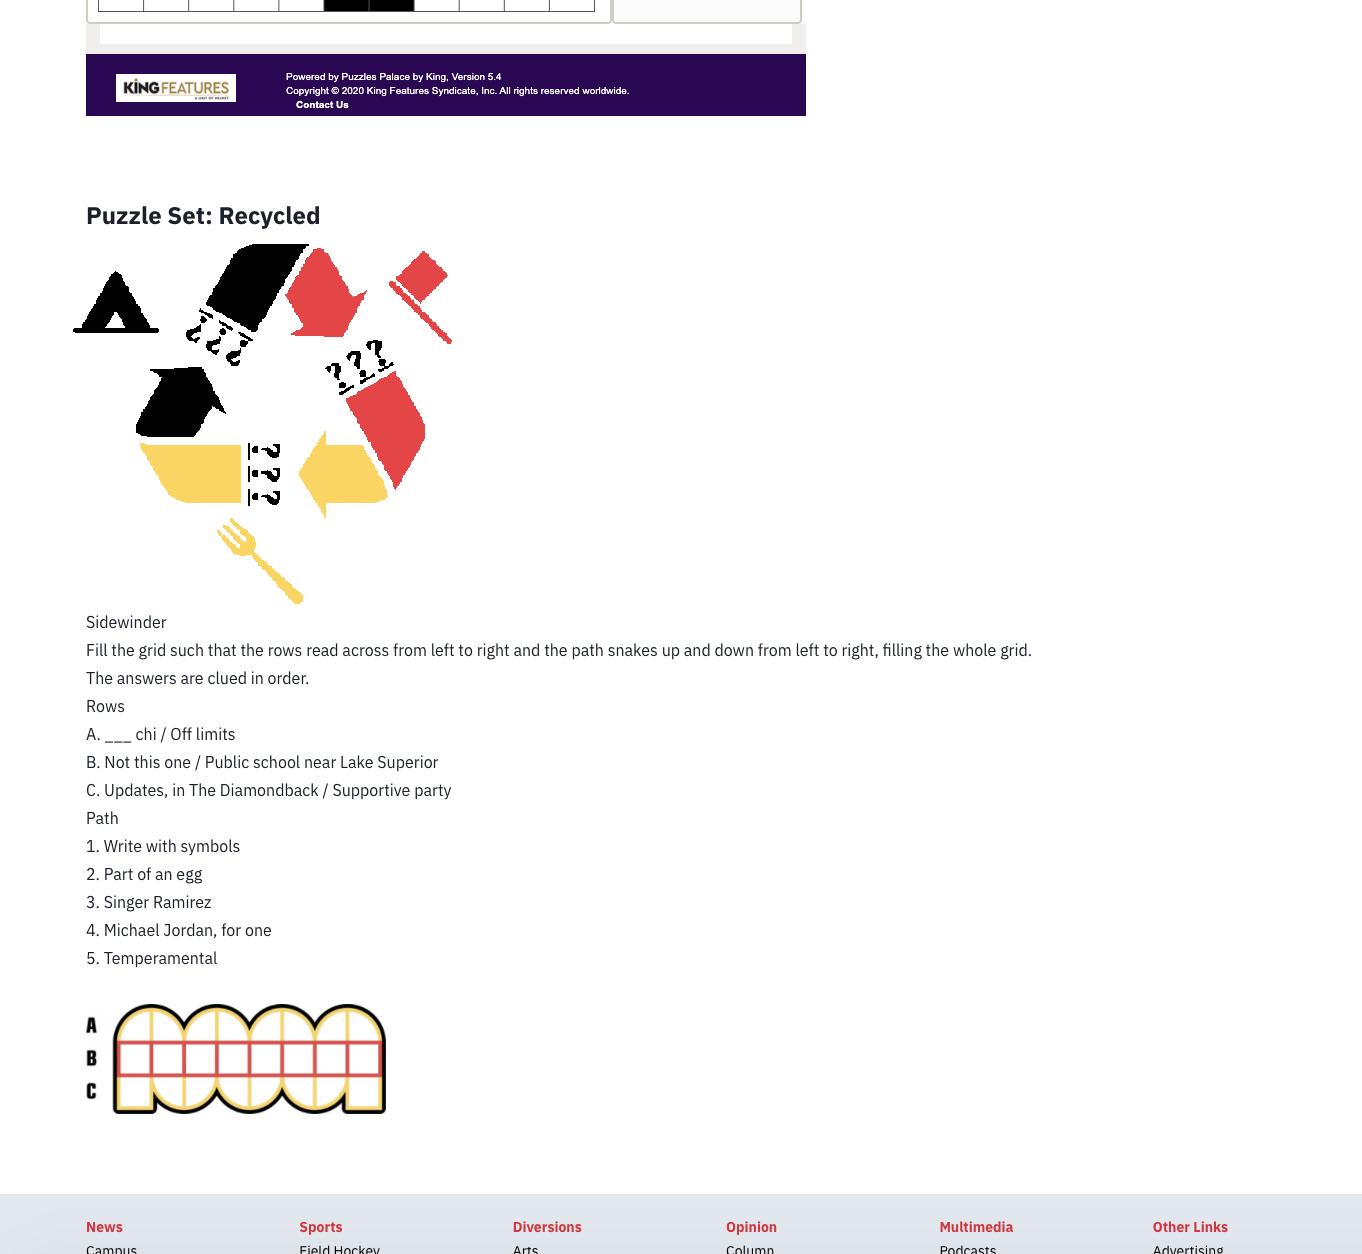 KING FEATURES
A UNIT OF HEARST
Powered by Puzzles Palace by King, Version 5.4
Copyright © 2020 King Features Syndicate, Inc. All rights reserved worldwide.
Contact Us
Puzzle Set: Recycled
???
???
???
Sidewinder
Fill the grid such that the rows read across from left to right and the path snakes up and down from left to right, filling the whole grid.
The answers are clued in order.
Rows
A. ___ chi / Off limits
B. Not this one / Public school near Lake Superior
C. Updates, in The Diamondback / Supportive party
Path
1. Write with symbols
2. Part of an egg
3. Singer Ramirez
4. Michael Jordan, for one
5. Temperamental
A
B
C
News Sports Diversions Opinion Multimedia Other Links
Campus Field Hockey Arts Column Podcasts Advertising